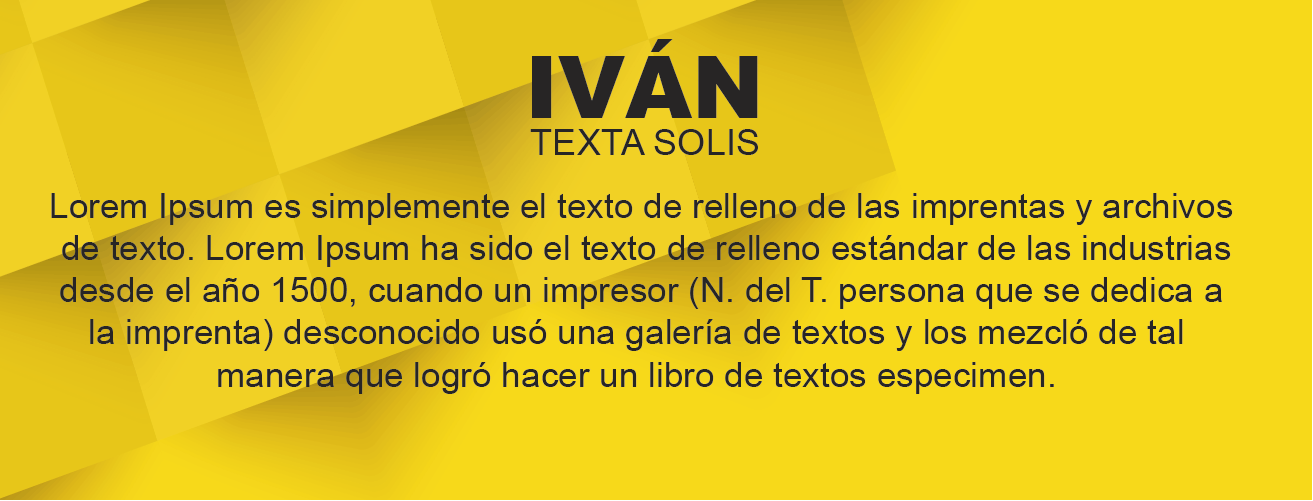 IVÁN
TEXTA SOLIS
Lorem Ipsum es simplemente el texto de relleno de las imprentas y archivos
de texto. Lorem Ipsum ha sido el texto de relleno estándar de las industrias
desde el año 1500, cuando un impresor (N. del T. persona que se dedica a
la imprenta) desconocido usó una galería de textos y los mezcló de tal
manera que logró hacer un libro de textos especimen.